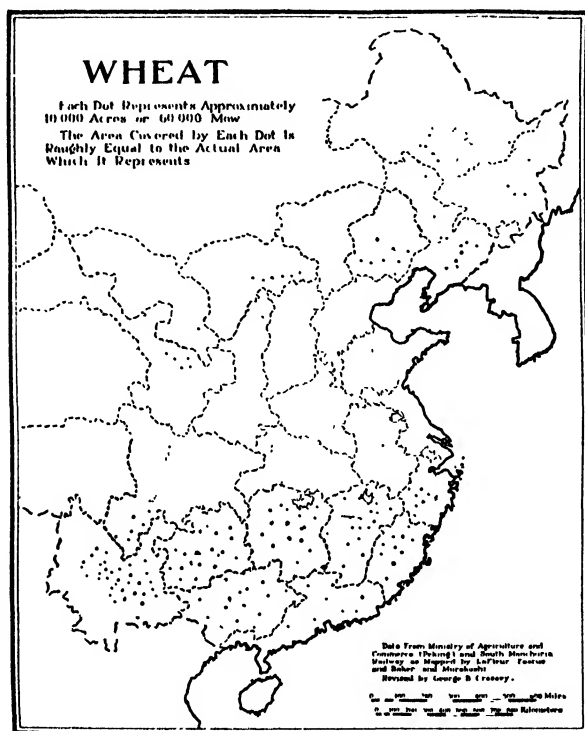 WHEAT
Each Dot Represents Approximately
10 000 Acres or 60 000 Mow
The Area Covered by Each Dot Is
Roughly Equal to the Actual Area
Which It Represents
Data From Ministry of Agriculture and
Commerce (Peking) and South Manchuria
Railway as Mapped by LaFleur Foscue
and Baker and Murakoshi
Revised by George B Cressey.
Miles
Kilometers